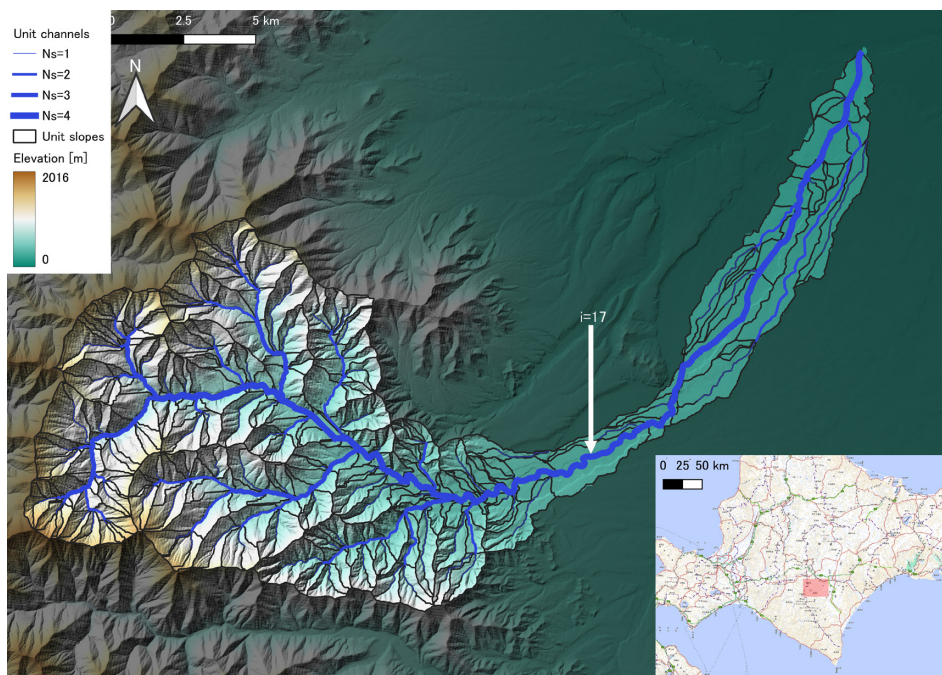 0 2.5 5 km
Unit channels
Ns=1
Ns=2
Ns=3
Ns=4
Unit slopes
Elevation [m]
2016
0
N
i=17
0 25 50 km